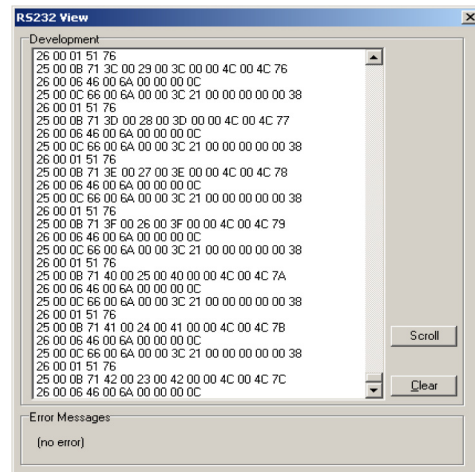 RS232 View
Development
26 00 01 51 76
25 00 0B 71 3C 00 29 00 3C 00 00 4C 00 4C 76
26 00 06 46 00 6A 00 00 00 0C
25 00 0C 66 00 6A 00 00 3C 21 00 00 00 00 00 38
26 00 01 51 76
25 00 0B 71 3D 00 28 00 3D 00 00 4C 00 4C 77
26 00 06 46 00 6A 00 00 00 0C
25 00 0C 66 00 6A 00 00 3C 21 00 00 00 00 00 38
26 00 01 51 76
25 00 0B 71 3E 00 27 00 3E 00 00 4C 00 4C 78
26 00 06 46 00 6A 00 00 00 0C
25 00 0C 66 00 6A 00 00 3C 21 00 00 00 00 00 38
26 00 01 51 76
25 00 0B 71 3F 00 26 00 3F 00 00 4C 00 4C 79
26 00 06 46 00 6A 00 00 00 0C
25 00 0C 66 00 6A 00 00 3C 21 00 00 00 00 00 38
26 00 01 51 76
25 00 0B 71 40 00 25 00 40 00 00 4C 00 4C 7A
26 00 06 46 00 6A 00 00 00 0C
25 00 0C 66 00 6A 00 00 3C 21 00 00 00 00 00 38
26 00 01 51 76
25 00 0B 71 41 00 24 00 41 00 00 4C 00 4C 7B
26 00 06 46 00 6A 00 00 00 0C
25 00 0C 66 00 6A 00 00 3C 21 00 00 00 00 00 38
26 00 01 51 76
25 00 0B 71 42 00 23 00 42 00 00 4C 00 4C 7C
26 00 06 46 00 6A 00 00 00 0C
Scroll
Clear
Error Messages
(no error)